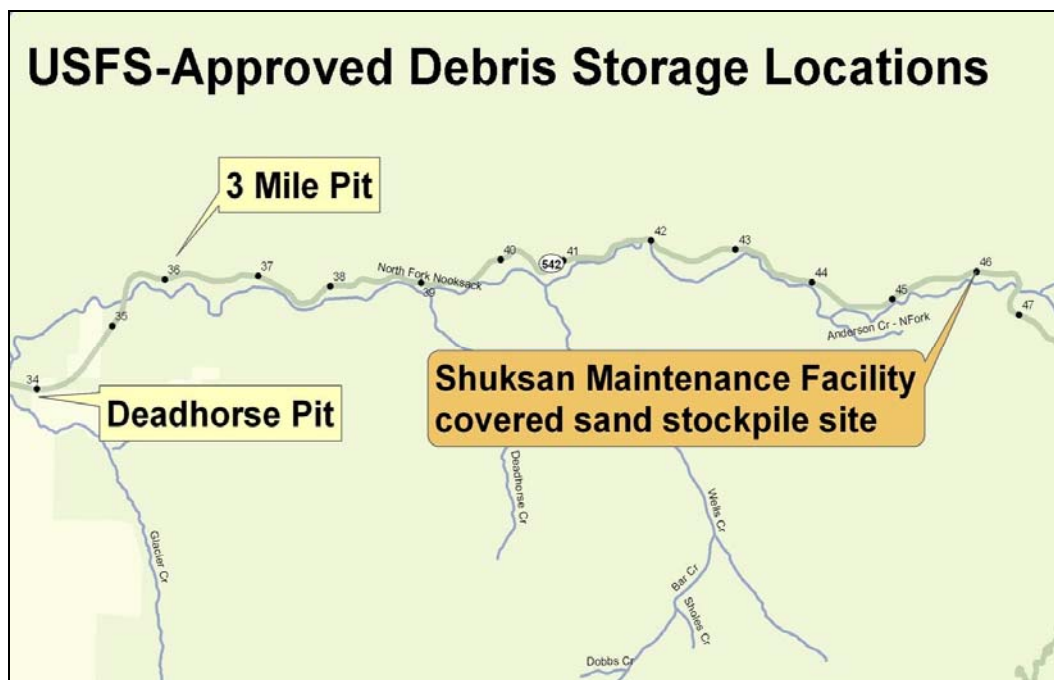 USFS-Approved Debris Storage Locations
3 Mile Pit
42
43
40
41
542
36
37
38
North Fork Nooksack
39
44
45
46
47
35
Anderson Cr - NFork
34
Deadhorse Pit
Shuksan Maintenance Facility
covered sand stockpile site
Deadhorse Cr
Wells Cr
Glacier Cr
Bar Cr
Sholes Cr
Dobbs Cr